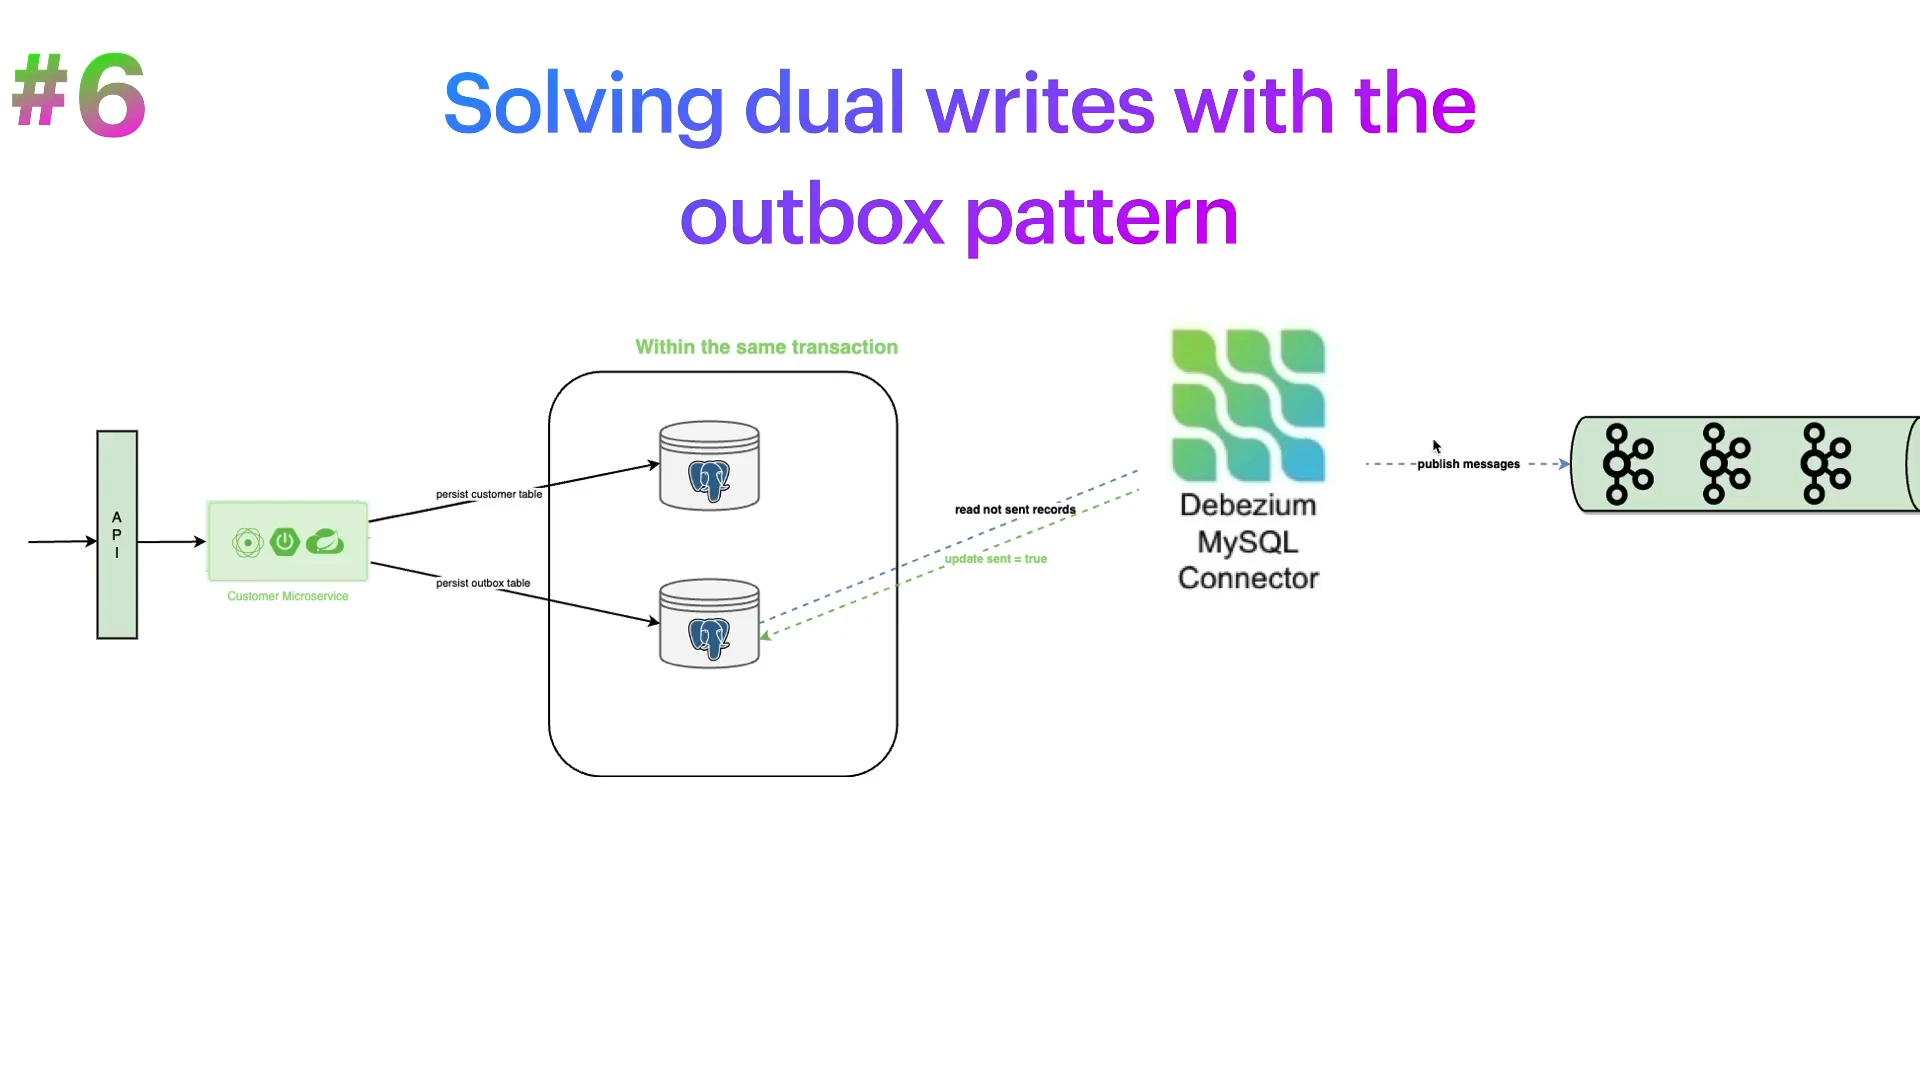 #6
Solving dual writes with the
outbox pattern
Within the same transaction
A
P
I
persist customer table
persist outbox table
Customer Microservice
read not sent records
update sent = true
Debezium
MySQL
Connector
publish messages